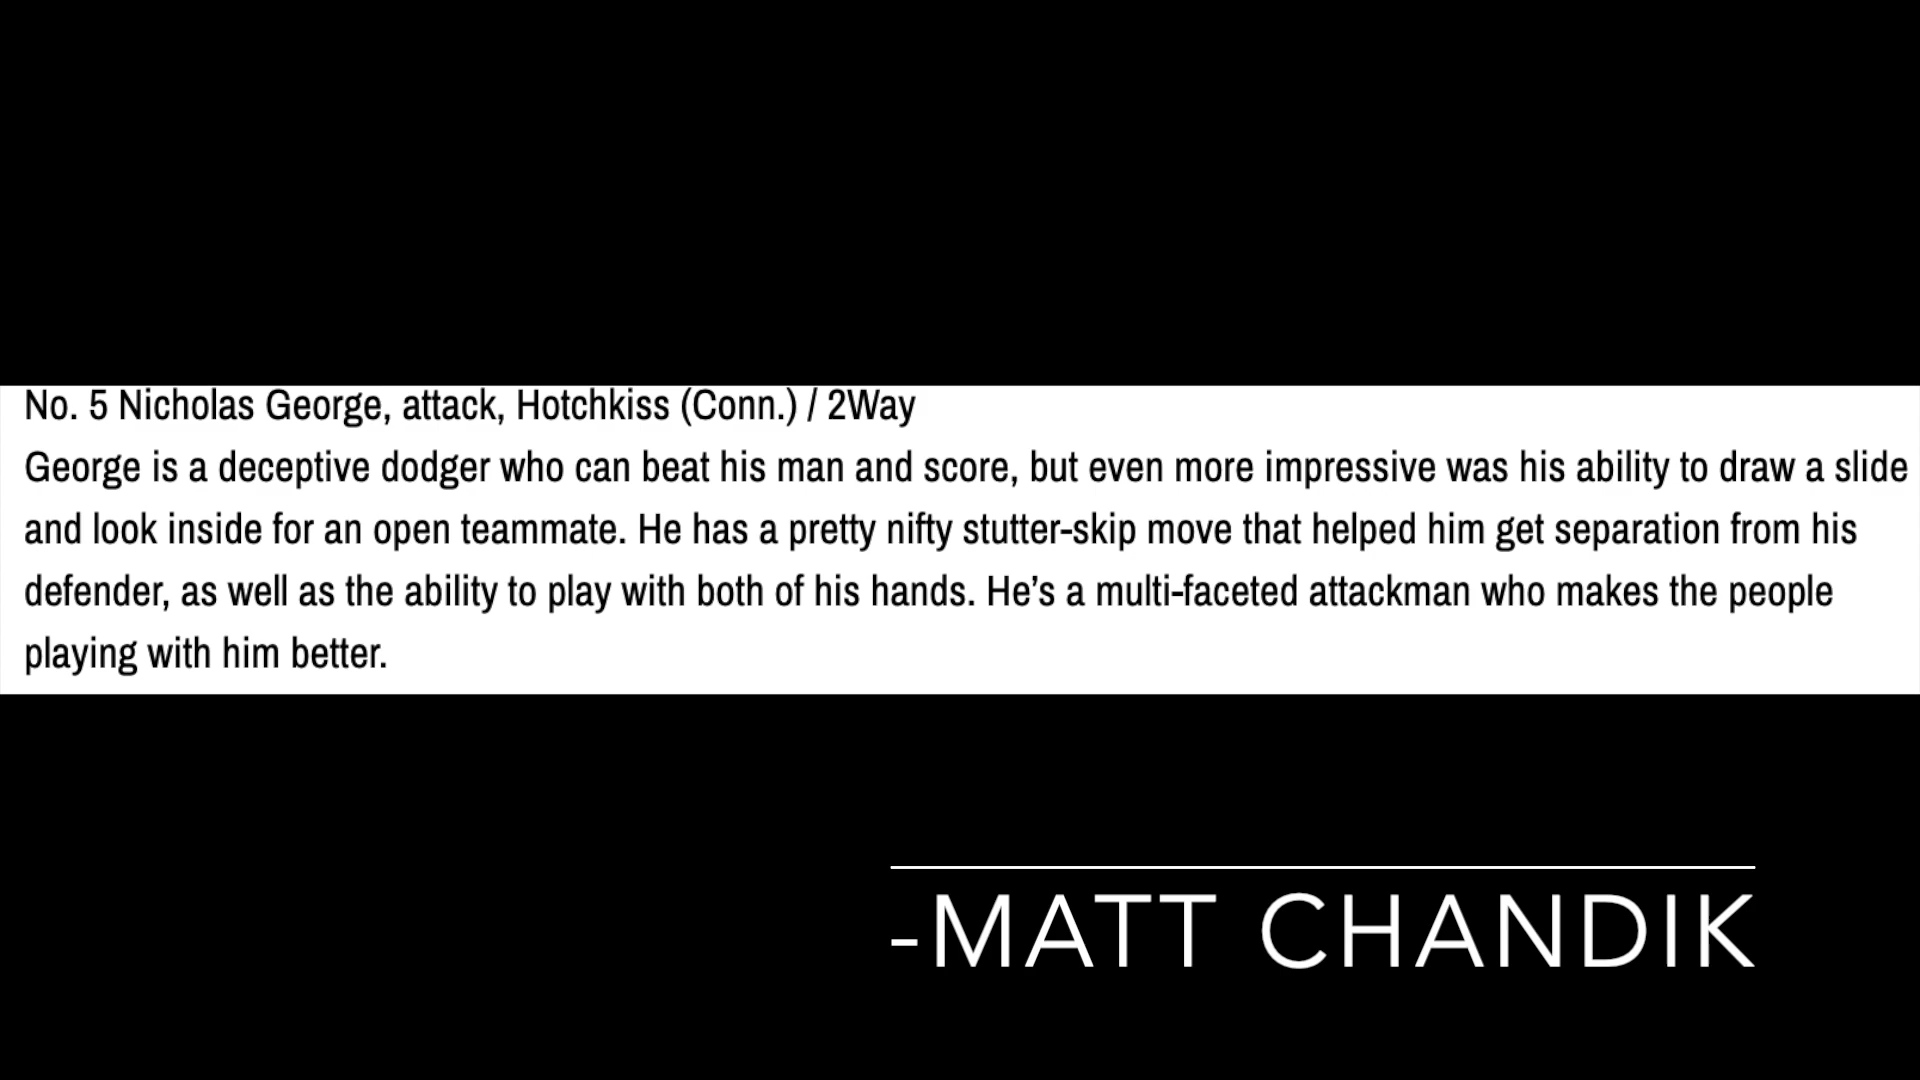 No. 5 Nicholas George, attack, Hotchkiss (Conn.) / 2Way
George is a deceptive dodger who can beat his man and score, but even more impressive was his ability to draw a slide
and look inside for an open teammate. He has a pretty nifty stutter-skip move that helped him get separation from his
defender, as well as the ability to play with both of his hands. He’s a multi-faceted attackman who makes the people
playing with him better.
-MATT CHANDIK